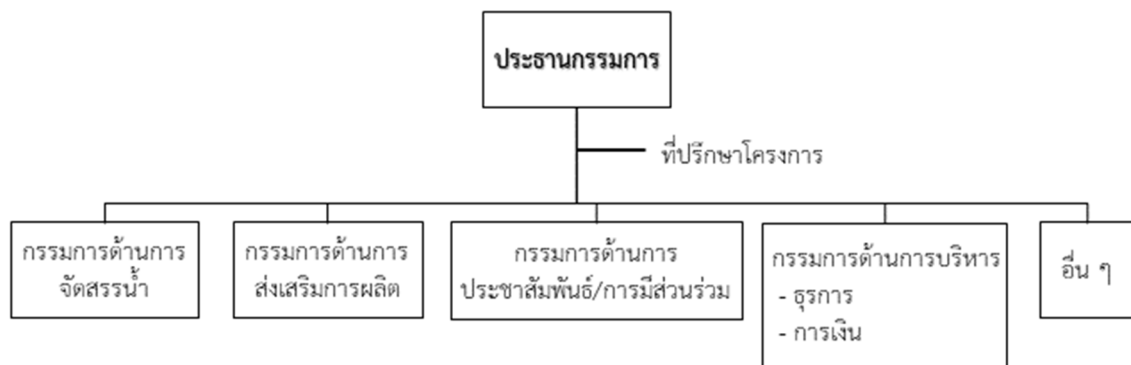 ประธานกรรมการ
ที่ปรึกษาโครงการ
กรรมการด้านการ
จัดสรรน้ำ
กรรมการด้านการ
ส่งเสริมการผลิต
กรรมการด้านการ
ประชาสัมพันธ์/การมีส่วนร่วม
กรรมการด้านการบริหาร
- ธุรการ
- การเงิน
อื่น ๆ